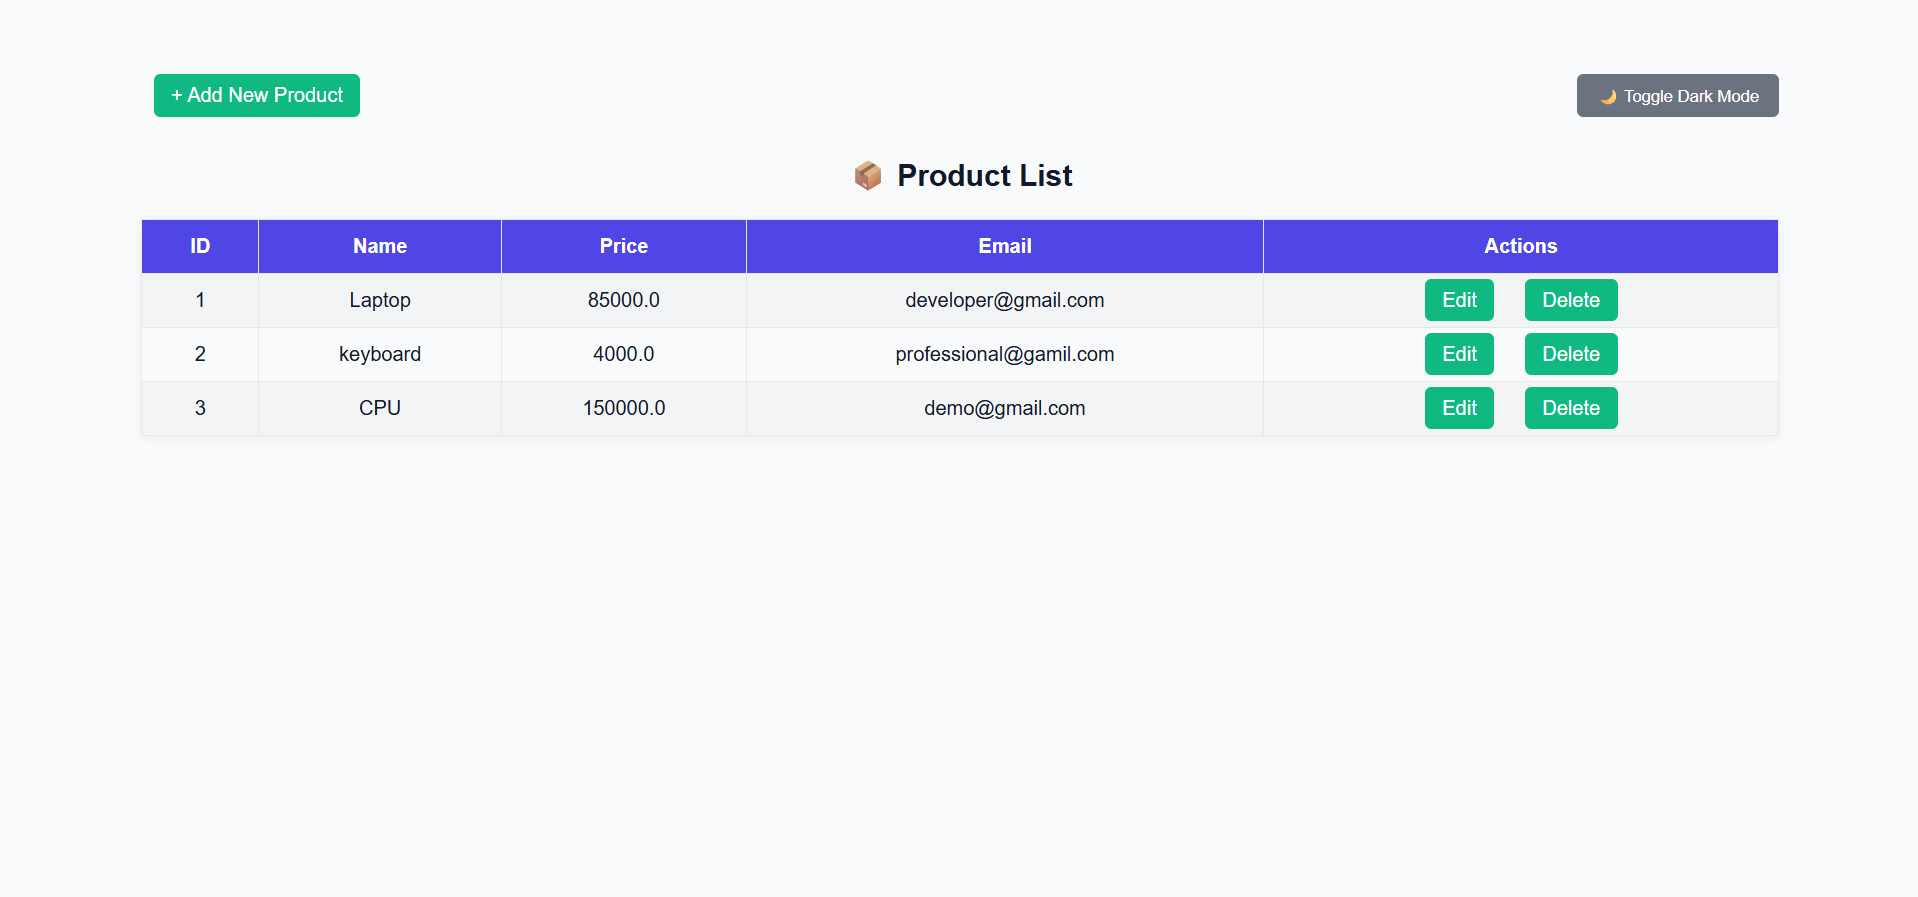 + Add New Product
🌙 Toggle Dark Mode
📦 Product List
ID Name Price Email Actions
1 Laptop 85000.0 developer@gmail.com Edit Delete
2 keyboard 4000.0 professional@gamil.com Edit Delete
3 CPU 150000.0 demo@gmail.com Edit Delete